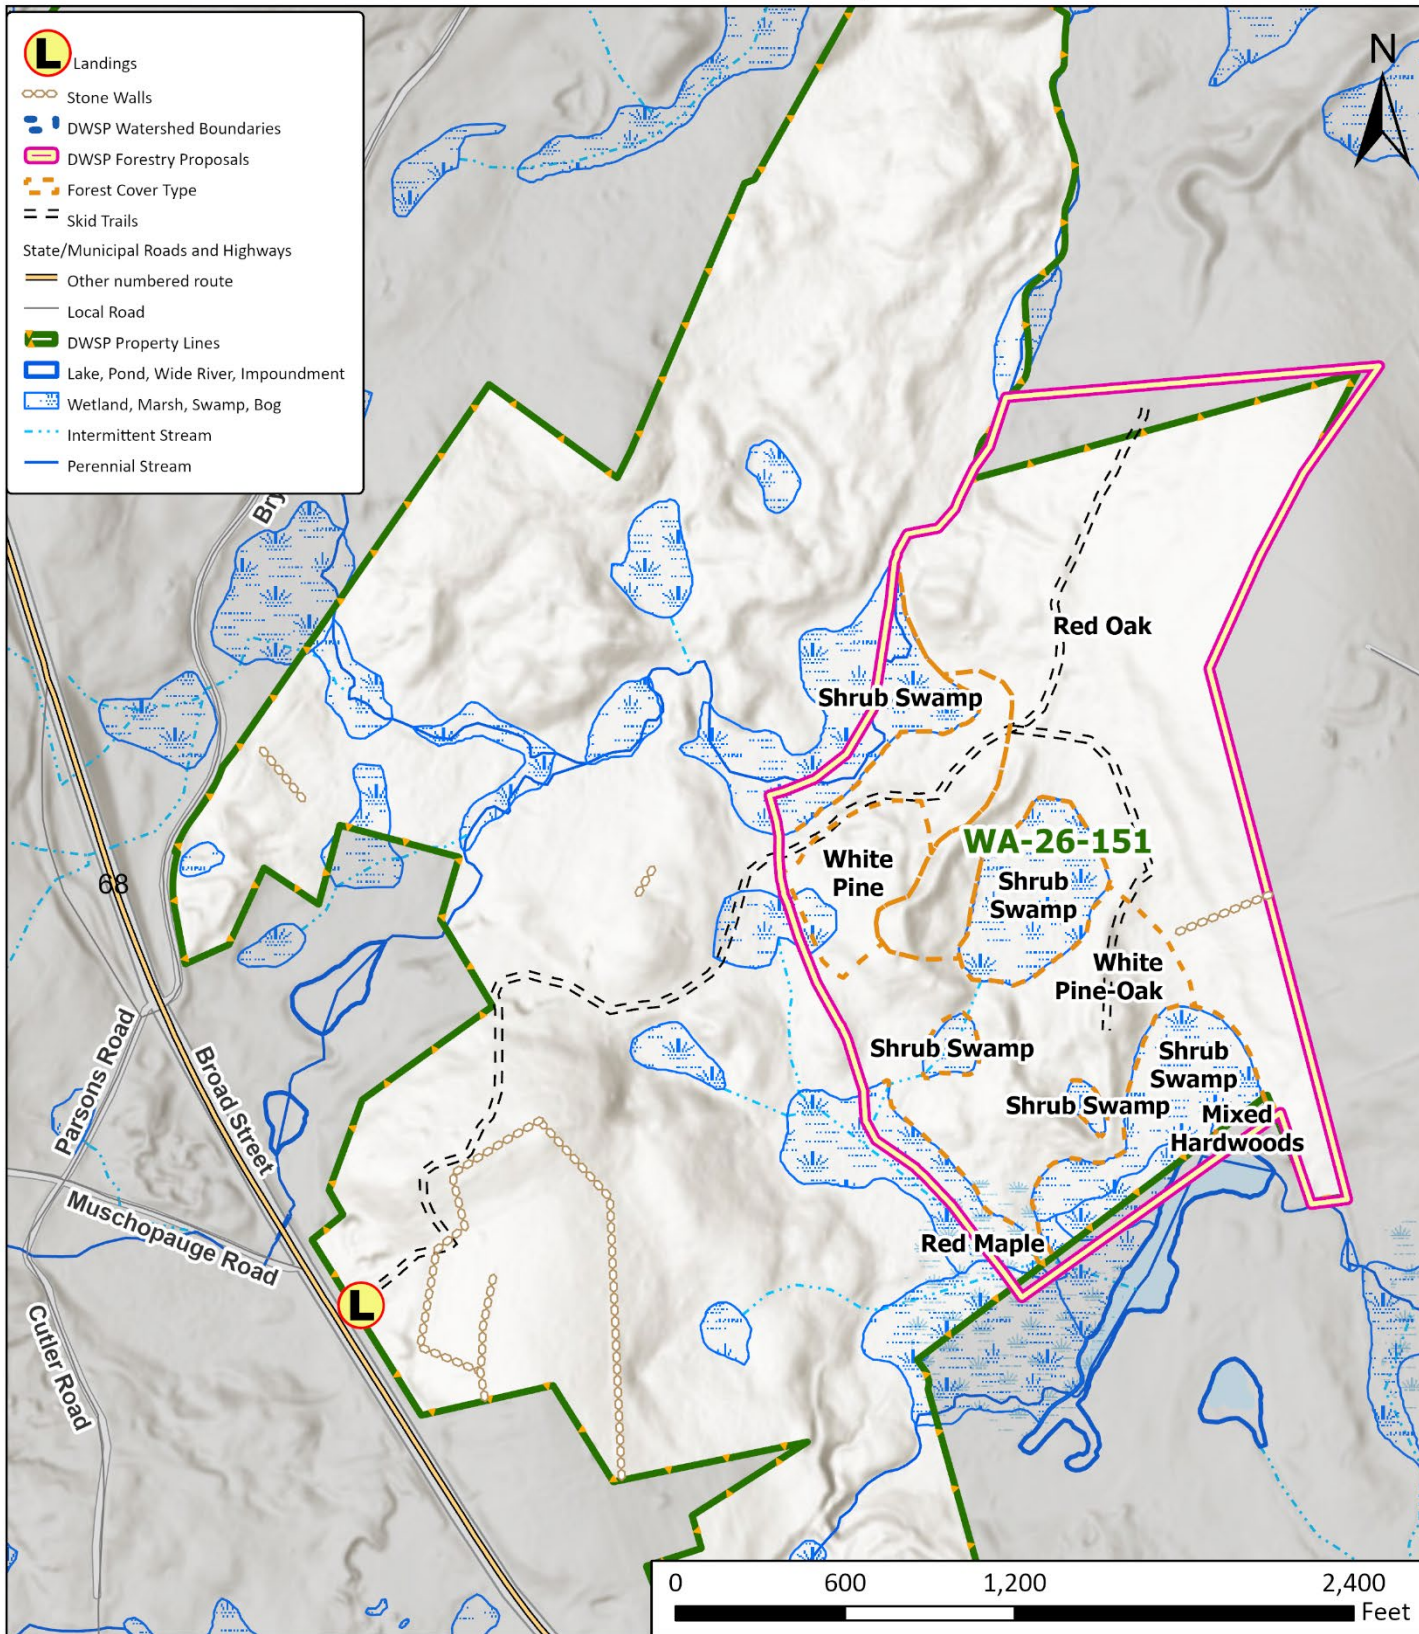 L Landings
Stone Walls
DWSP Watershed Boundaries
DWSP Forestry Proposals
Forest Cover Type
Skid Trails
State/Municipal Roads and Highways
Other numbered route
Local Road
DWSP Property Lines
Lake, Pond, Wide River, Impoundment
Wetland, Marsh, Swamp, Bog
Intermittent Stream
Perennial Stream
N
Red Oak
Shrub Swamp
WA-26-151
White
Pine
Shrub
Swamp
68
White
Pine-Oak
Shrub Swamp
Shrub
Swamp
Shrub Swamp
Mixed
Hardwoods
Red Maple
Parsons Road
Broad Street
Muschopauge Road
Cutler Road
L
0 600 1,200 2,400
Feet